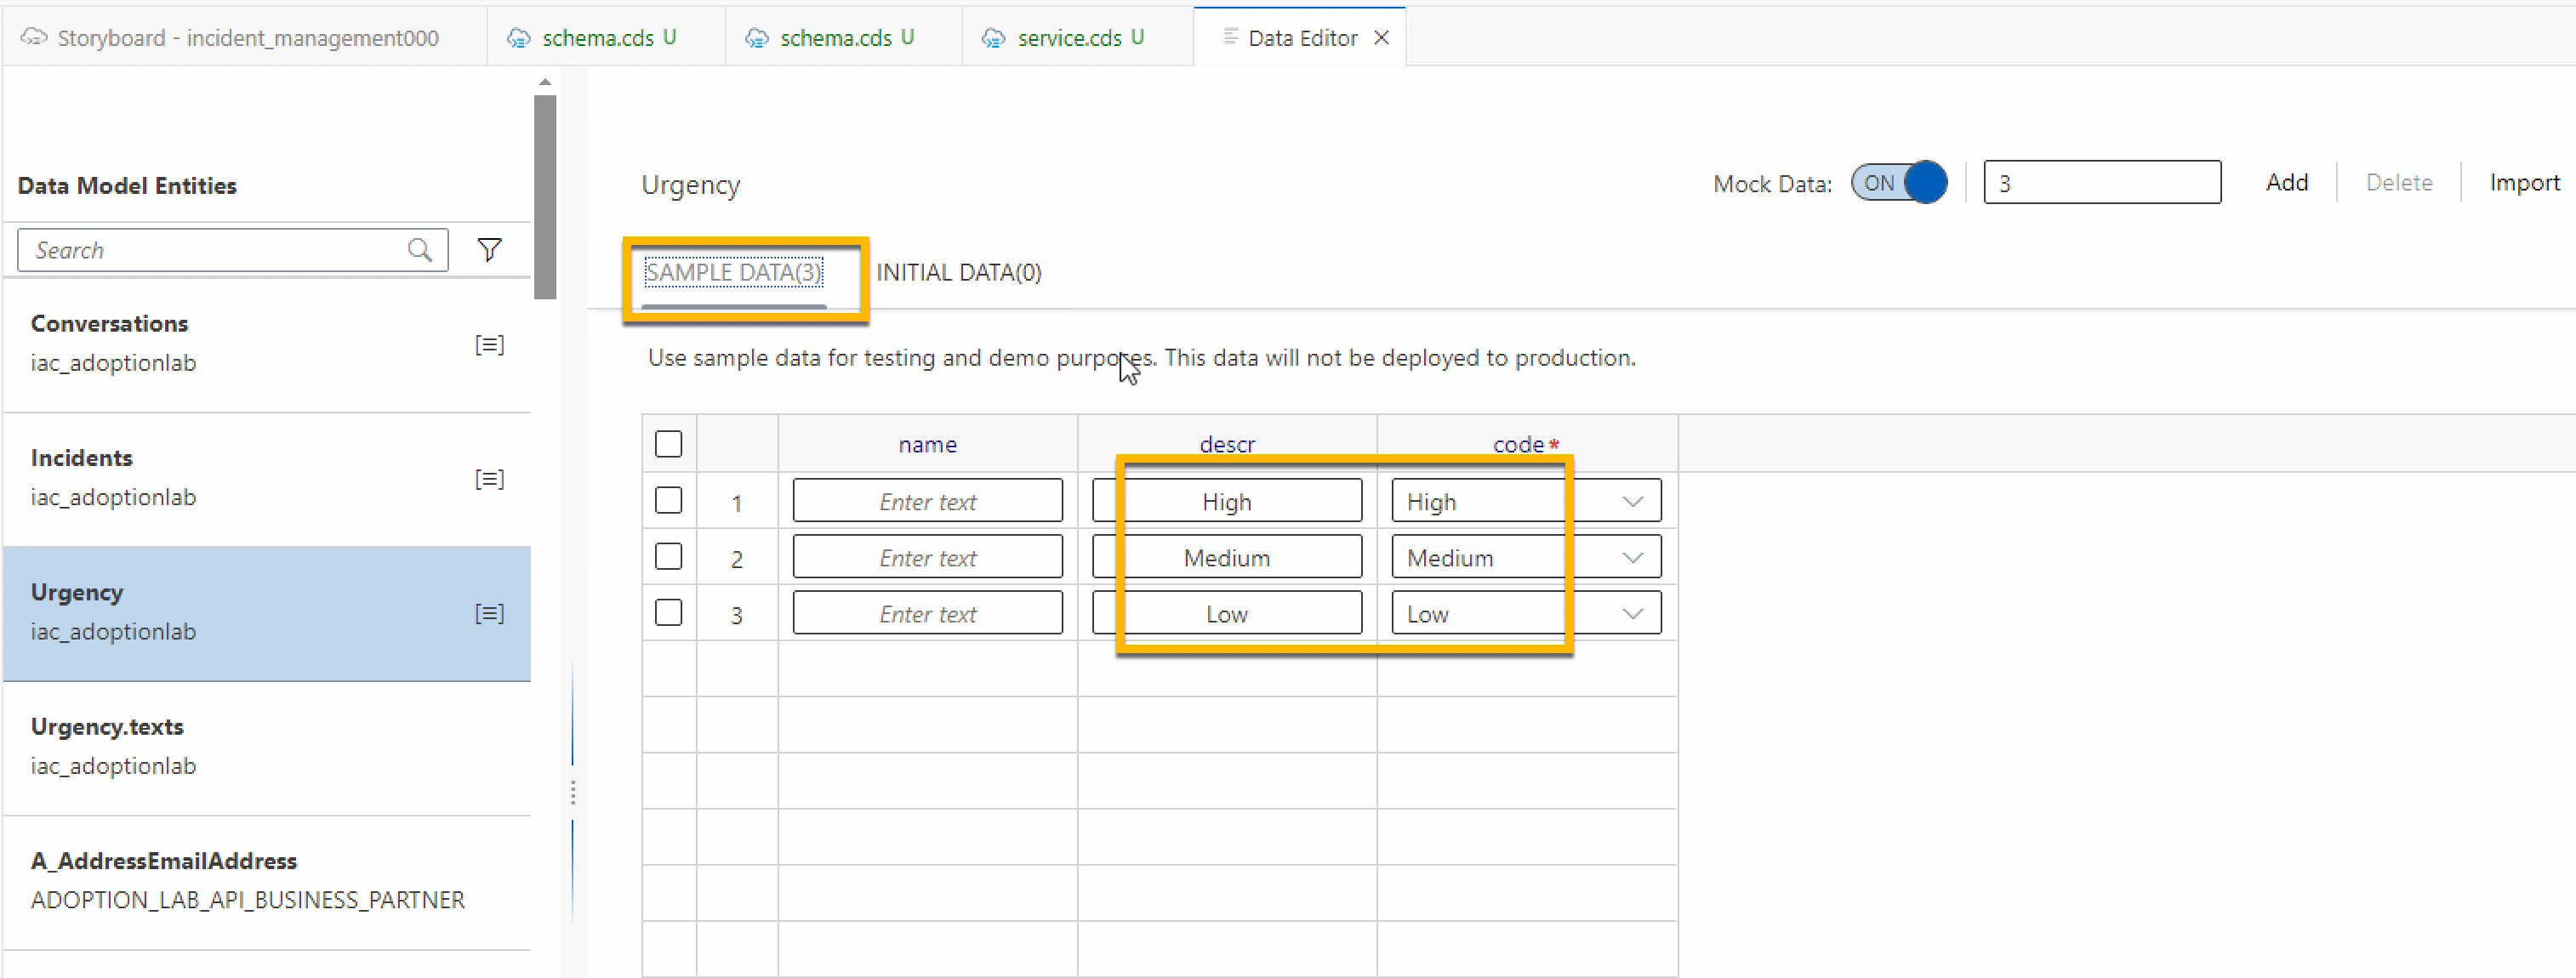 Storyboard - incident_management000
schema.cds U
schema.cds U
service.cds U
Data Editor
Data Model Entities
Search
Conversations
iac_adoptionlab
Incidents
iac_adoptionlab
Urgency
iac_adoptionlab
Urgency.texts
iac_adoptionlab
A_AddressEmailAddress
ADOPTION_LAB_API_BUSINESS_PARTNER
Urgency
Mock Data: ON 3 Add Delete Import
SAMPLE DATA(3) INITIAL DATA(0)
Use sample data for testing and demo purposes. This data will not be deployed to production.
name descr code*
1 Enter text High High
2 Enter text Medium Medium
3 Enter text Low Low